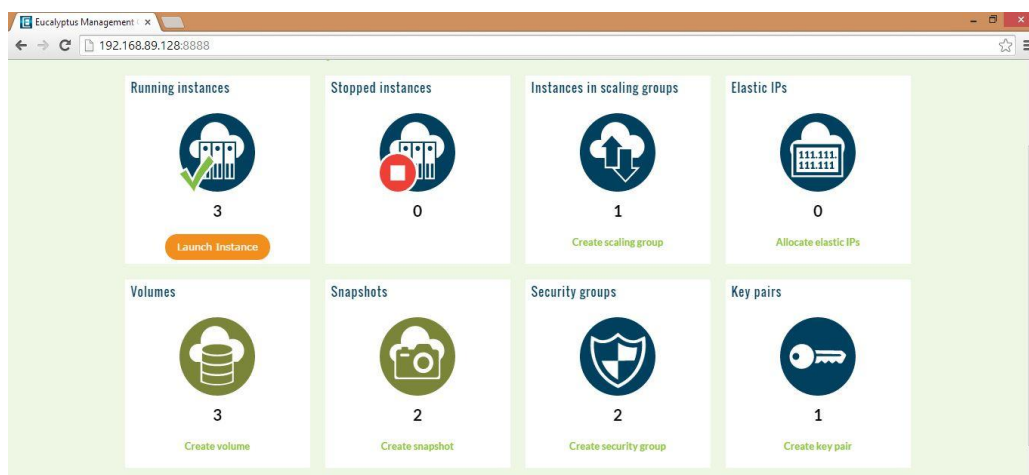 Eucalyptus Management
192.168.89.128:8888
Running instances
3
Launch Instance
Stopped instances
0
Instances in scaling groups
1
Create scaling group
Elastic IPs
111.111.
111.111
0
Allocate elastic IPs
Volumes
3
Create volume
Snapshots
2
Create snapshot
Security groups
2
Create security group
Key pairs
1
Create key pair